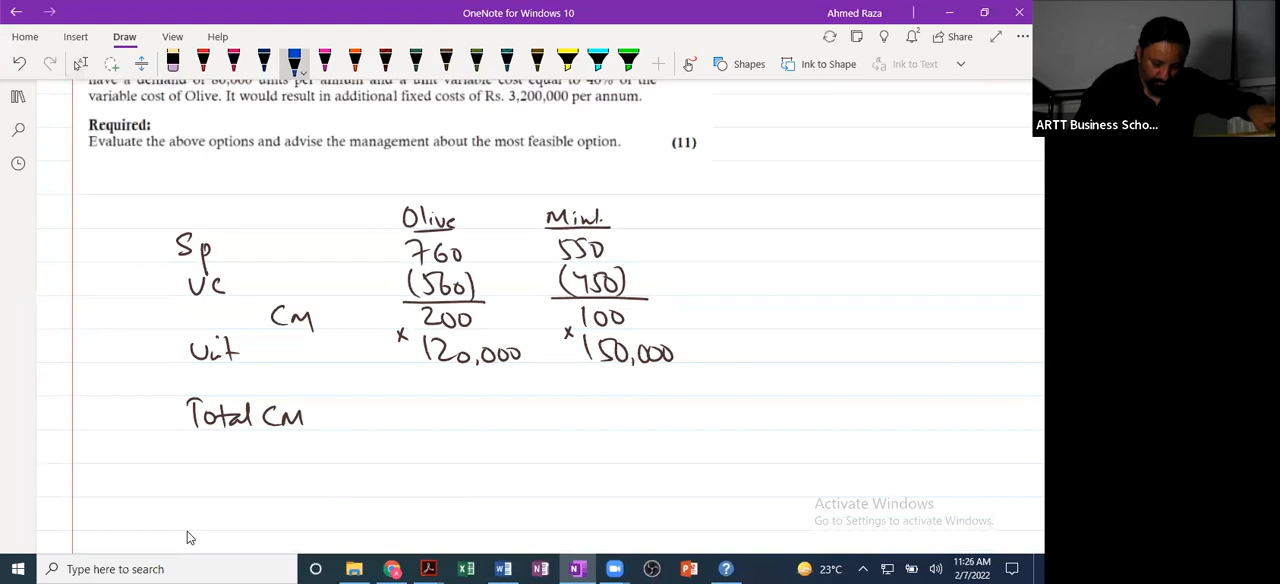 OneNote for Windows 10
Ahmed Raza
Home Insert Draw View Help
Share
Shapes Ink to Shape Ink to Text
ARTT Business Scho...
variable cost of Olive. It would result in additional fixed costs of Rs. 3,200,000 per annum.
Required:
Evaluate the above options and advise the management about the most feasible option. (11)
Olive Mint.
Sp 760 550
VC (560) (450)
CM 200 100
Unit × 120,000 × 150,000
Total CM
Activate Windows
Go to Settings to activate Windows.
Type here to search
23°C
11:26 AM
2/7/2022